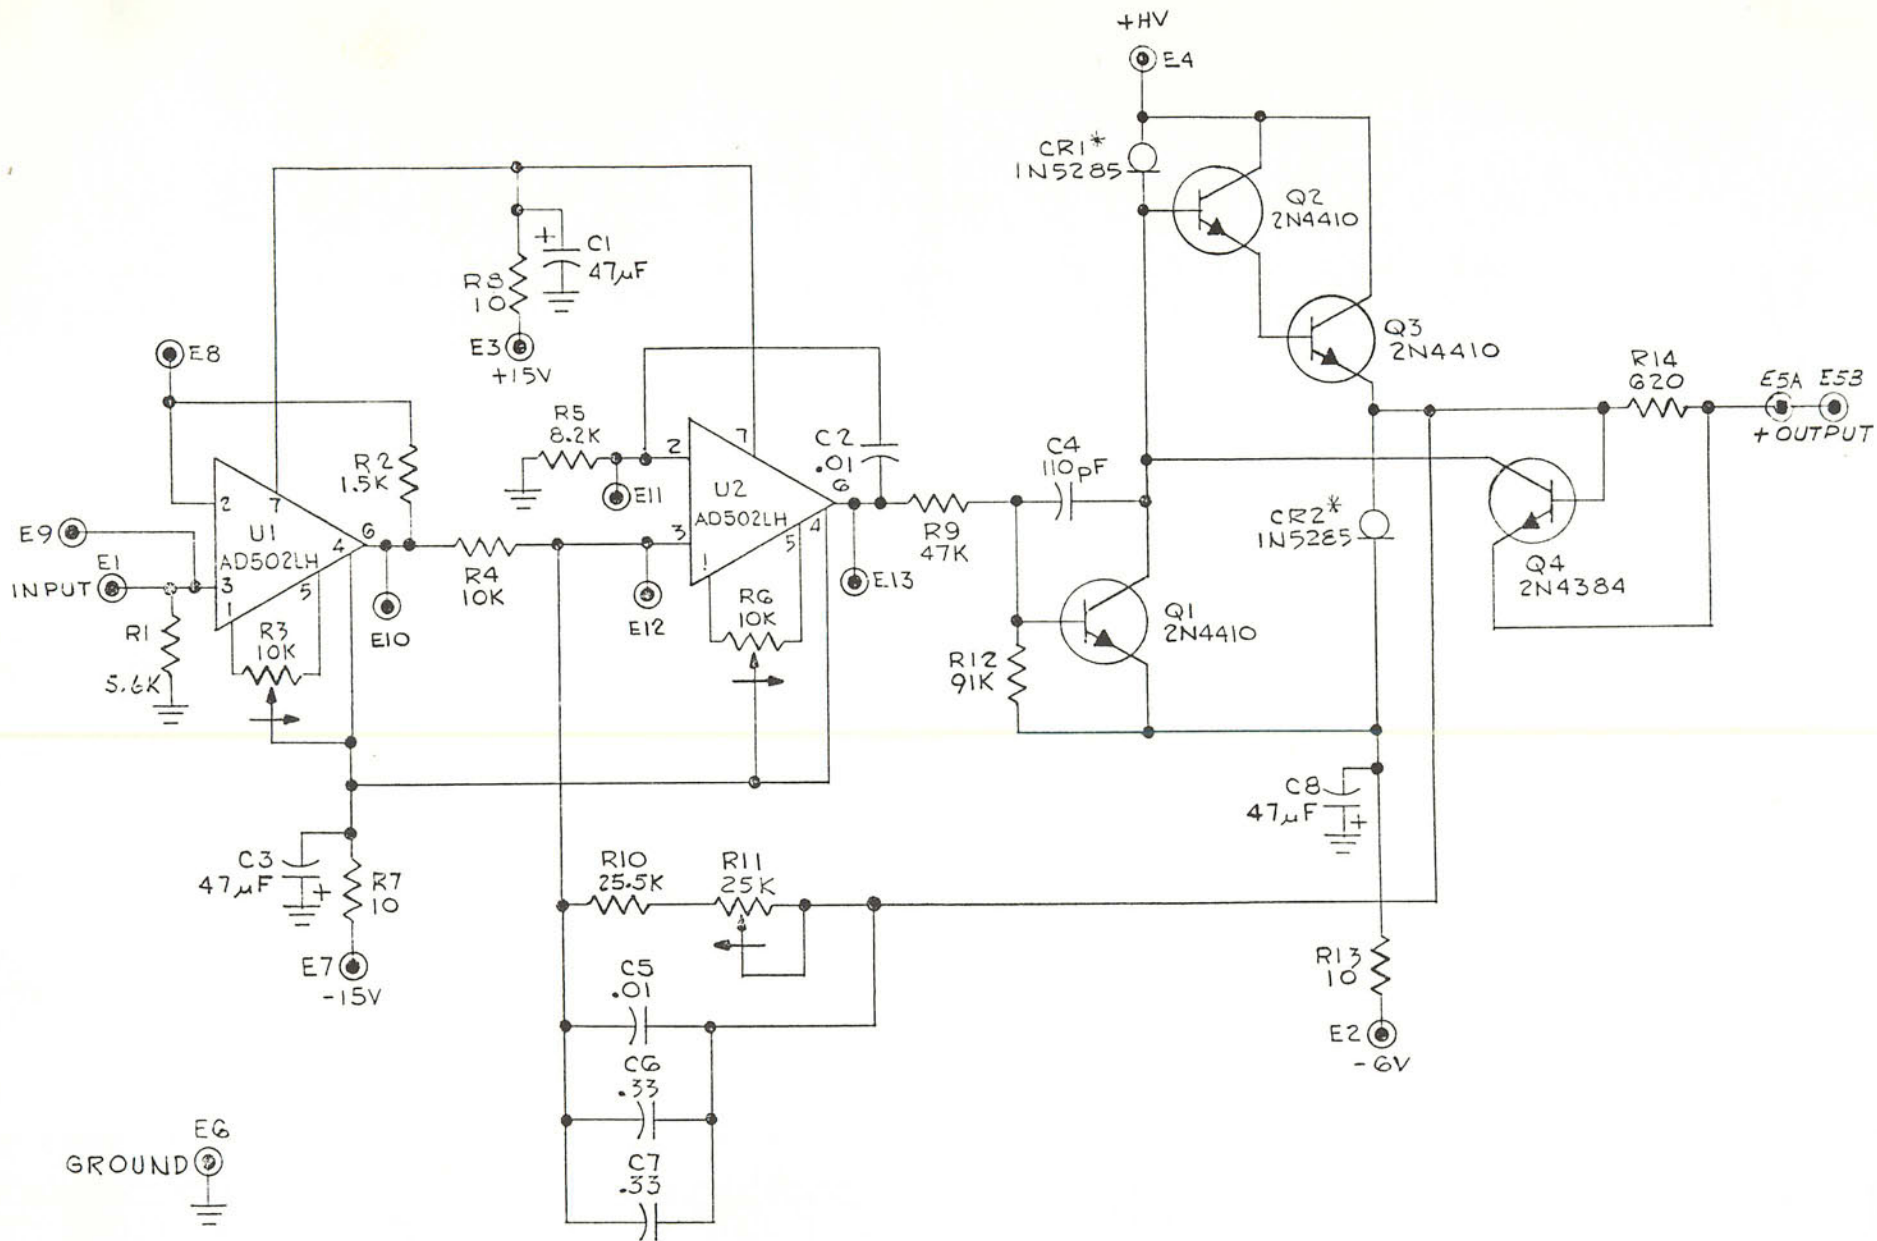 +HV
E4
CR1*
1N5285
Q2
2N4410
+
C1
47µF
R8
10
E3
+15V
Q3
2N4410
E8
R14
620
E5A E5B
+ OUTPUT
R5
8.2K
R2
1.5K
2
7
U2
AD502LH
6
3
1
5
4
C2
.01
E11
C4
110pF
R9
47K
CR2*
1N5285
Q4
2N4384
E9
E1
INPUT
2
7
U1
AD502LH
4
6
3
1
5
R4
10K
E10
E12
E13
R6
10K
R1
5.6K
R3
10K
Q1
2N4410
R12
91K
C8
47µF
+
C3
47µF
+
R7
10
R10
25.5K
R11
25K
E7
-15V
R13
10
C5
.01
E2
-6V
C6
.33
C7
.33
E6
GROUND